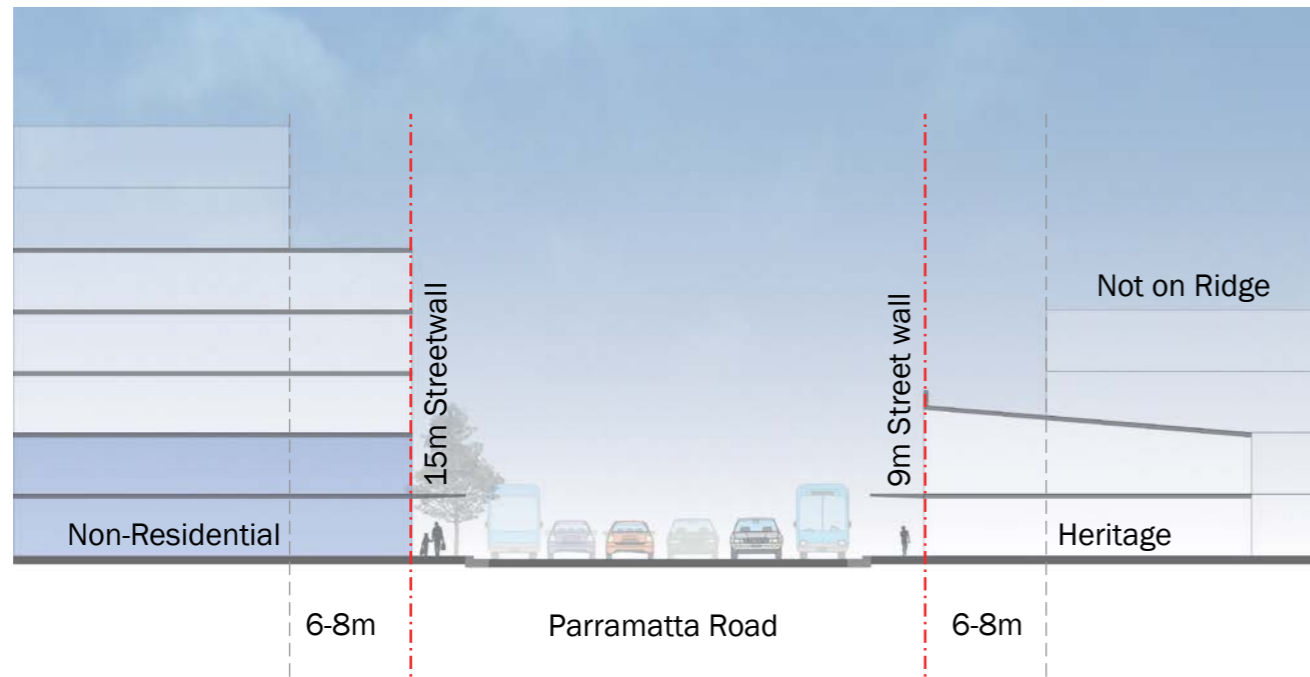 Not on Ridge
15m Streetwall
9m Street wall
Non-Residential
Heritage
6-8m
Parramatta Road
6-8m